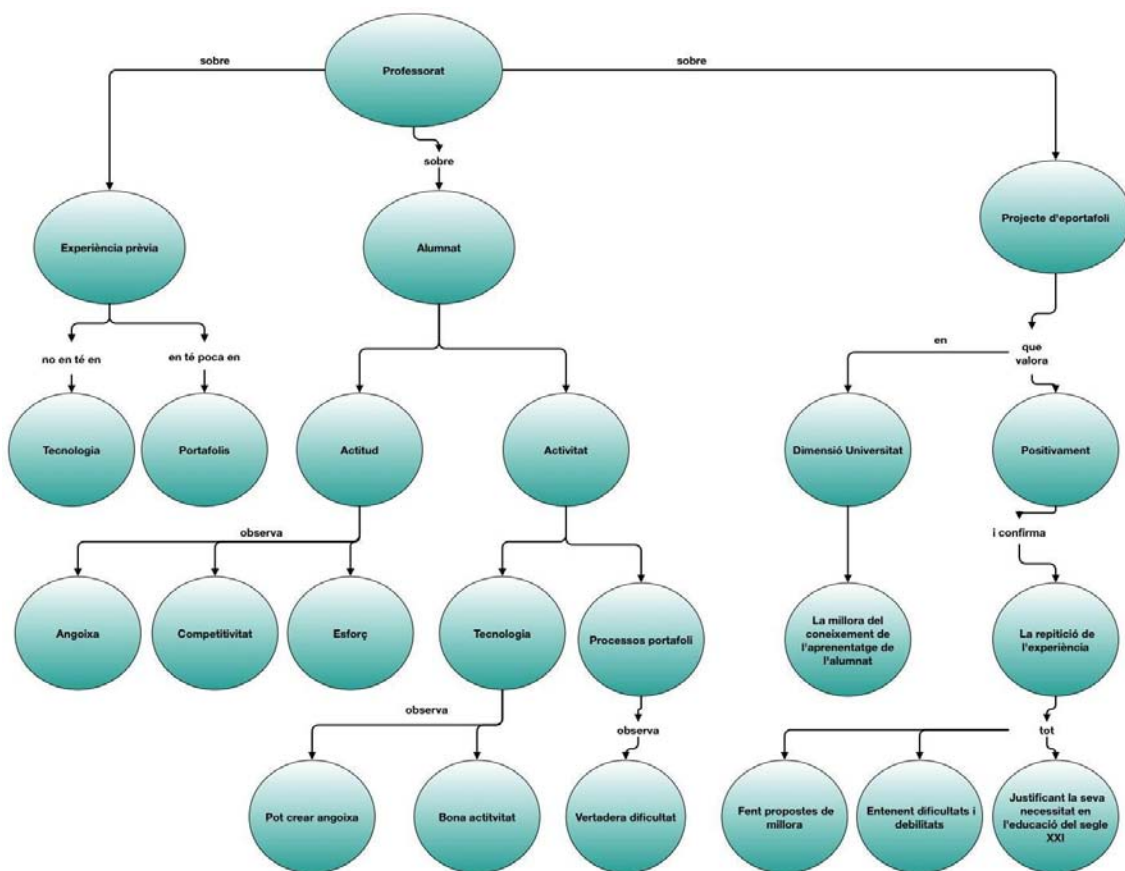 sobre
Professorat
sobre
sobre
Experiència prèvia
Alumnat
Projecte d'eportafoli
no en té en
en té poca en
en
que
valora
Tecnologia
Portafolis
Actitud
Activitat
Dimensió Universitat
Positivament
observa
i confirma
Angoixa
Competitivitat
Esforç
Tecnologia
Processos portafoli
La millora del
coneixement de
l'aprenentatge de
l'alumnat
La repitició de
l'experiència
observa
observa
tot
Pot crear angoixa
Bona actitvitat
Vertadera dificultat
Fent propostes de
millora
Entenent dificultats i
debilitats
Justificant la seva
necessitat en
l'educació del segle
XXI